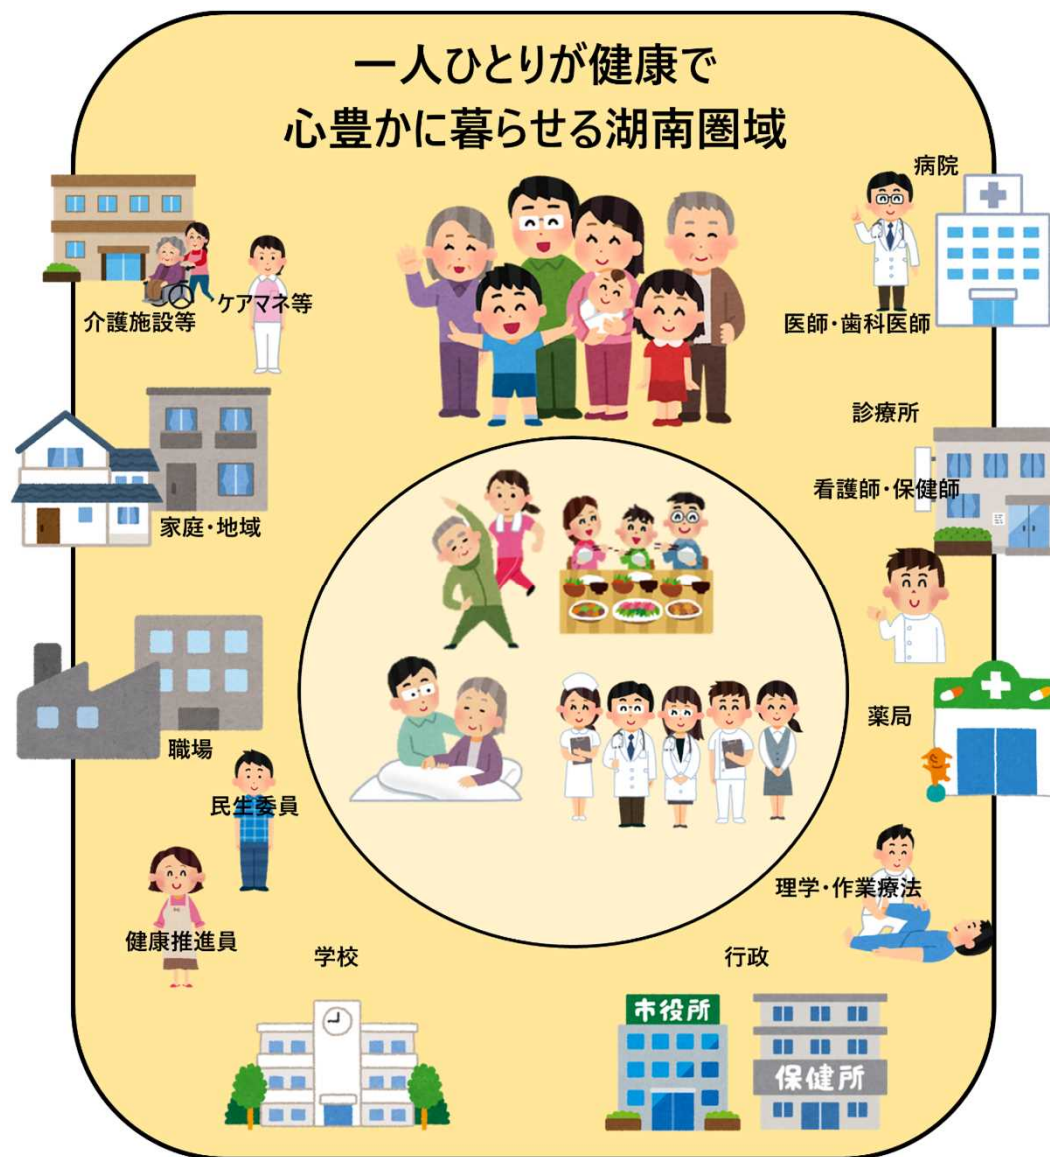 一人ひとりが健康で
心豊かに暮らせる湖南圏域
病院
医師・歯科医師
介護施設等
ケアマネ等
診療所
看護師・保健師
家庭・地域
薬局
職場
民生委員
理学・作業療法
健康推進員
学校
行政
市役所
保健所